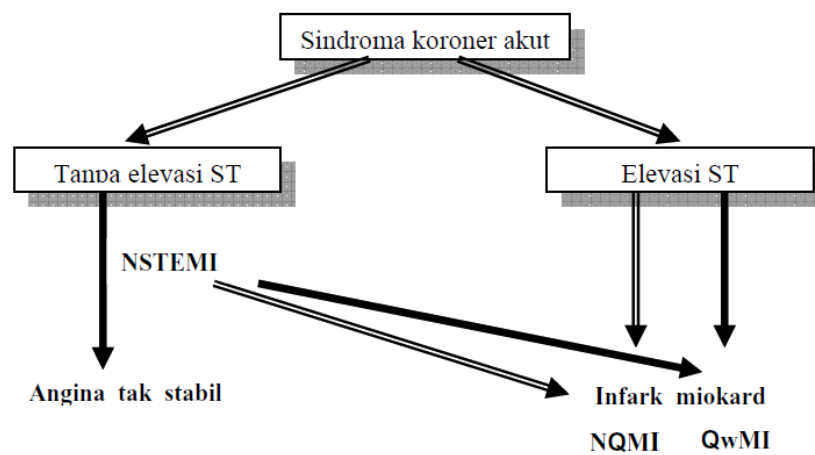 Sindroma koroner akut
Tanpa elevasi ST
Elevasi ST
NSTEMI
Angina tak stabil
Infark miokard
NQMI QwMI